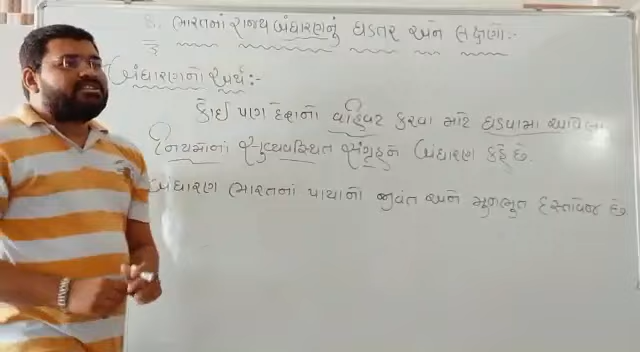 8. ભારતનાં રાજ્ય બંધારણનું ઘડતર અને લક્ષણો:-
બંધારણનો અર્થ:-
કોઈ પણ દેશનો વહિવટ કરવા માટે ઘડવામાં આવેલા
નિયમોનાં સુવ્યવસ્થિત સંગ્રહને બંધારણ કહે છે.
બંધારણ ભારતનાં પાયાનો જીવંત અને મૂળભૂત દસ્તાવેજ છે